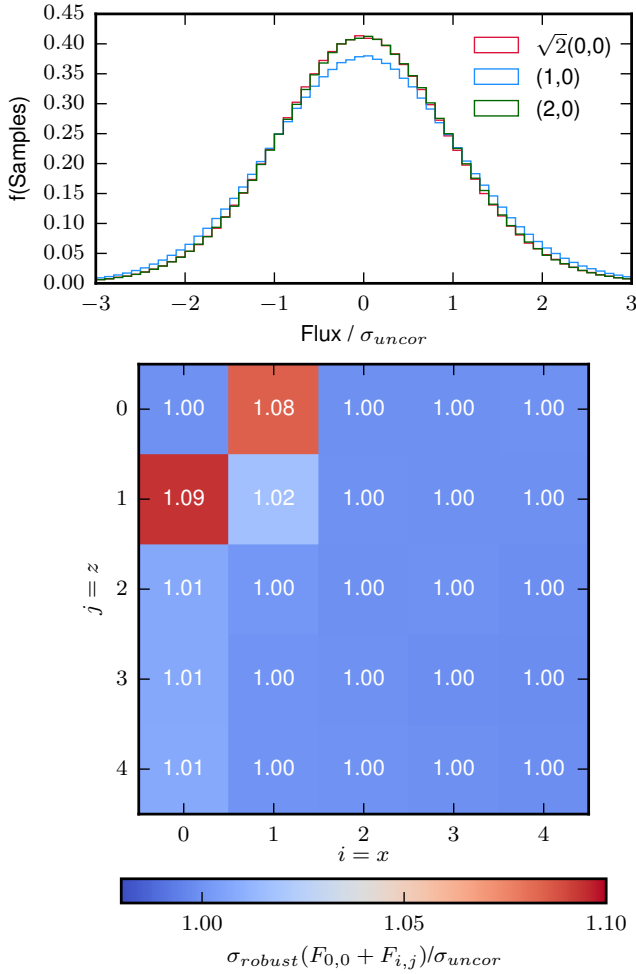 0.45
0.40
0.35
0.30
0.25
0.20
0.15
0.10
0.05
0.00
f(Samples)
√2(0,0)
(1,0)
(2,0)
−3 −2 −1 0 1 2 3
Flux / σ_uncor
0 1.00 1.08 1.00 1.00 1.00
1 1.09 1.02 1.00 1.00 1.00
2 1.01 1.00 1.00 1.00 1.00
3 1.01 1.00 1.00 1.00 1.00
4 1.01 1.00 1.00 1.00 1.00
j = z
0 1 2 3 4
i = x
1.00 1.05 1.10
σ_robust(F_0,0 + F_i,j)/σ_uncor